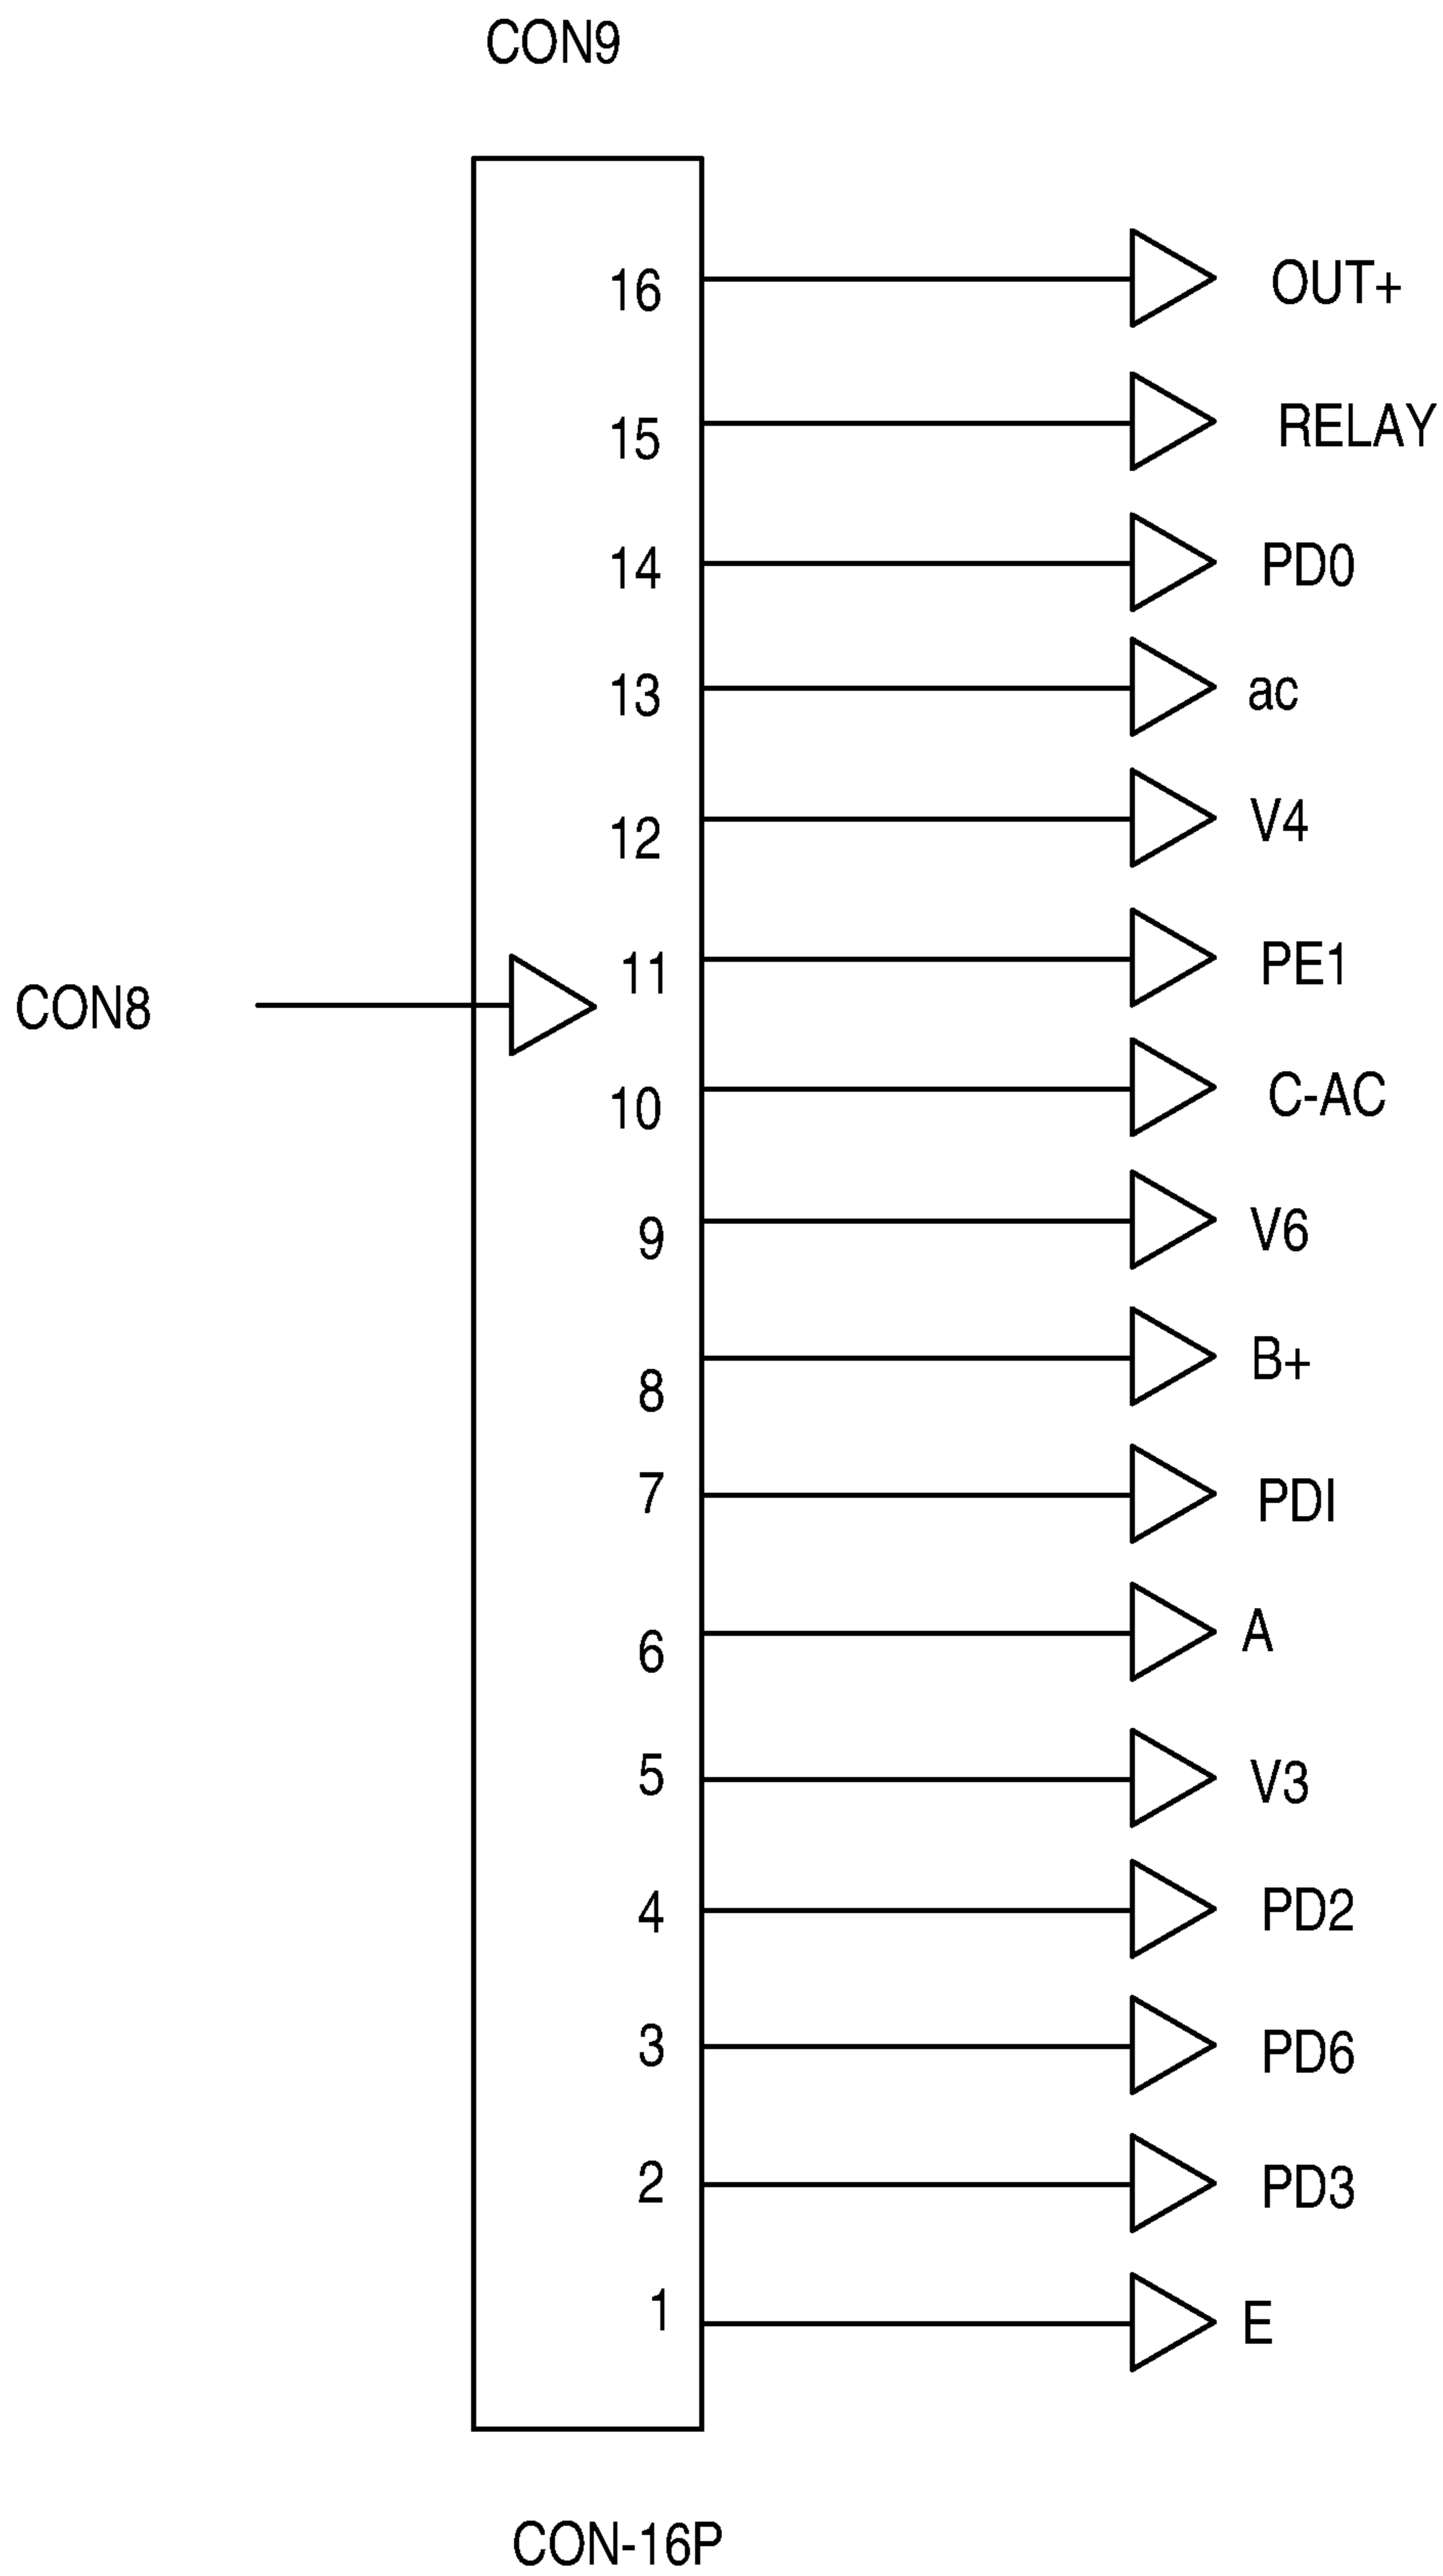 CON9
16 OUT+
15 RELAY
14 PD0
13 ac
12 V4
11 PE1
CON8
10 C-AC
9 V6
8 B+
7 PDI
6 A
5 V3
4 PD2
3 PD6
2 PD3
1 E
CON-16P